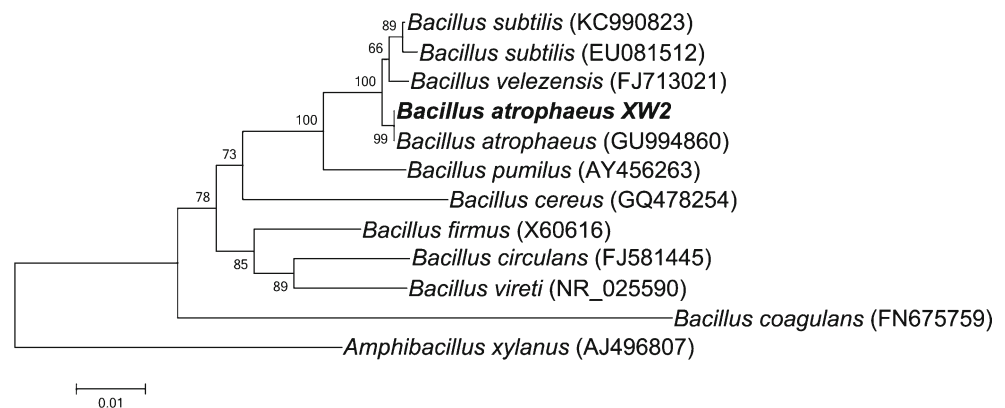 89 Bacillus subtilis (KC990823)
66 Bacillus subtilis (EU081512)
100 Bacillus velezensis (FJ713021)
Bacillus atrophaeus XW2
100
99 Bacillus atrophaeus (GU994860)
73 Bacillus pumilus (AY456263)
78 Bacillus cereus (GQ478254)
Bacillus firmus (X60616)
85 Bacillus circulans (FJ581445)
89 Bacillus vireti (NR_025590)
Bacillus coagulans (FN675759)
Amphibacillus xylanus (AJ496807)
0.01